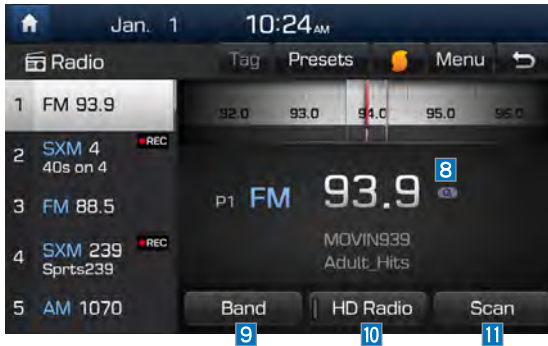 Jan. 1 10:24 AM
Radio Tag Presets Menu
1 FM 93.9
2 SXM 4 REC
40s on 4
3 FM 88.5
4 SXM 239 REC
Sprts239
5 AM 1070
92.0 93.0 94.0 95.0 96.0
8
P1 FM 93.9
MOVIN939
Adult_Hits
Band HD Radio Scan
9 10 11